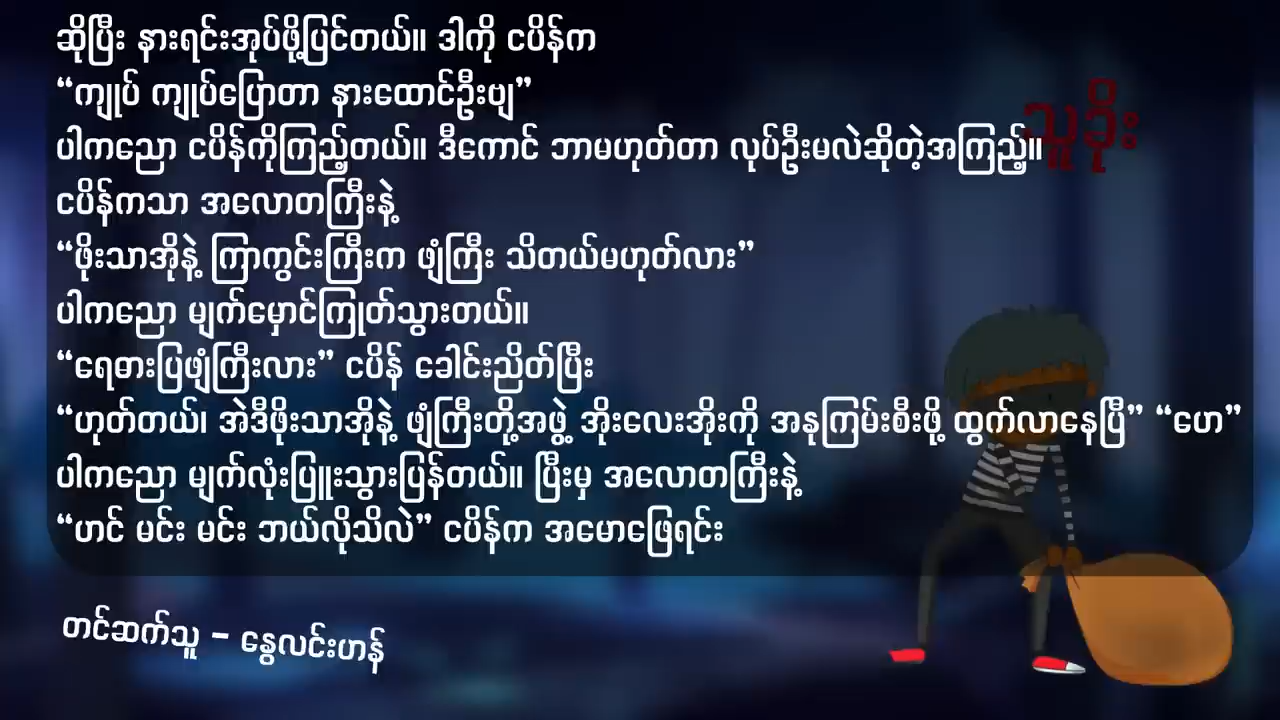 ဆိုပြီး နားရင်းအုပ်ဖို့ပြင်တယ်။ ဒါကို ငပိန်က
“ကျုပ် ကျုပ်ပြောတာ နားထောင်ဦးဗျ”
သူခိုး
ပါကညော ငပိန်ကိုကြည့်တယ်။ ဒီကောင် ဘာမဟုတ်တာ လုပ်ဦးမလဲဆိုတဲ့အကြည့်။
ငပိန်ကသာ အလောတကြီးနဲ့
“ဖိုးသာအိုနဲ့ ကြာကွင်းကြီးက ဖျံကြီး သိတယ်မဟုတ်လား”
ပါကညော မျက်မှောင်ကြုတ်သွားတယ်။
“ရေဓားပြဖျံကြီးလား” ငပိန် ခေါင်းညိတ်ပြီး
“ဟုတ်တယ်၊ အဲဒီဖိုးသာအိုနဲ့ ဖျံကြီးတို့အဖွဲ့ အိုးလေးအိုးကို အနုကြမ်းစီးဖို့ ထွက်လာနေပြီ” “ဟေ”
ပါကညော မျက်လုံးပြူးသွားပြန်တယ်။ ပြီးမှ အလောတကြီးနဲ့
“ဟင် မင်း မင်း ဘယ်လိုသိလဲ” ငပိန်က အမောဖြေရင်း
တင်ဆက်သူ – နွေလင်းဟန်